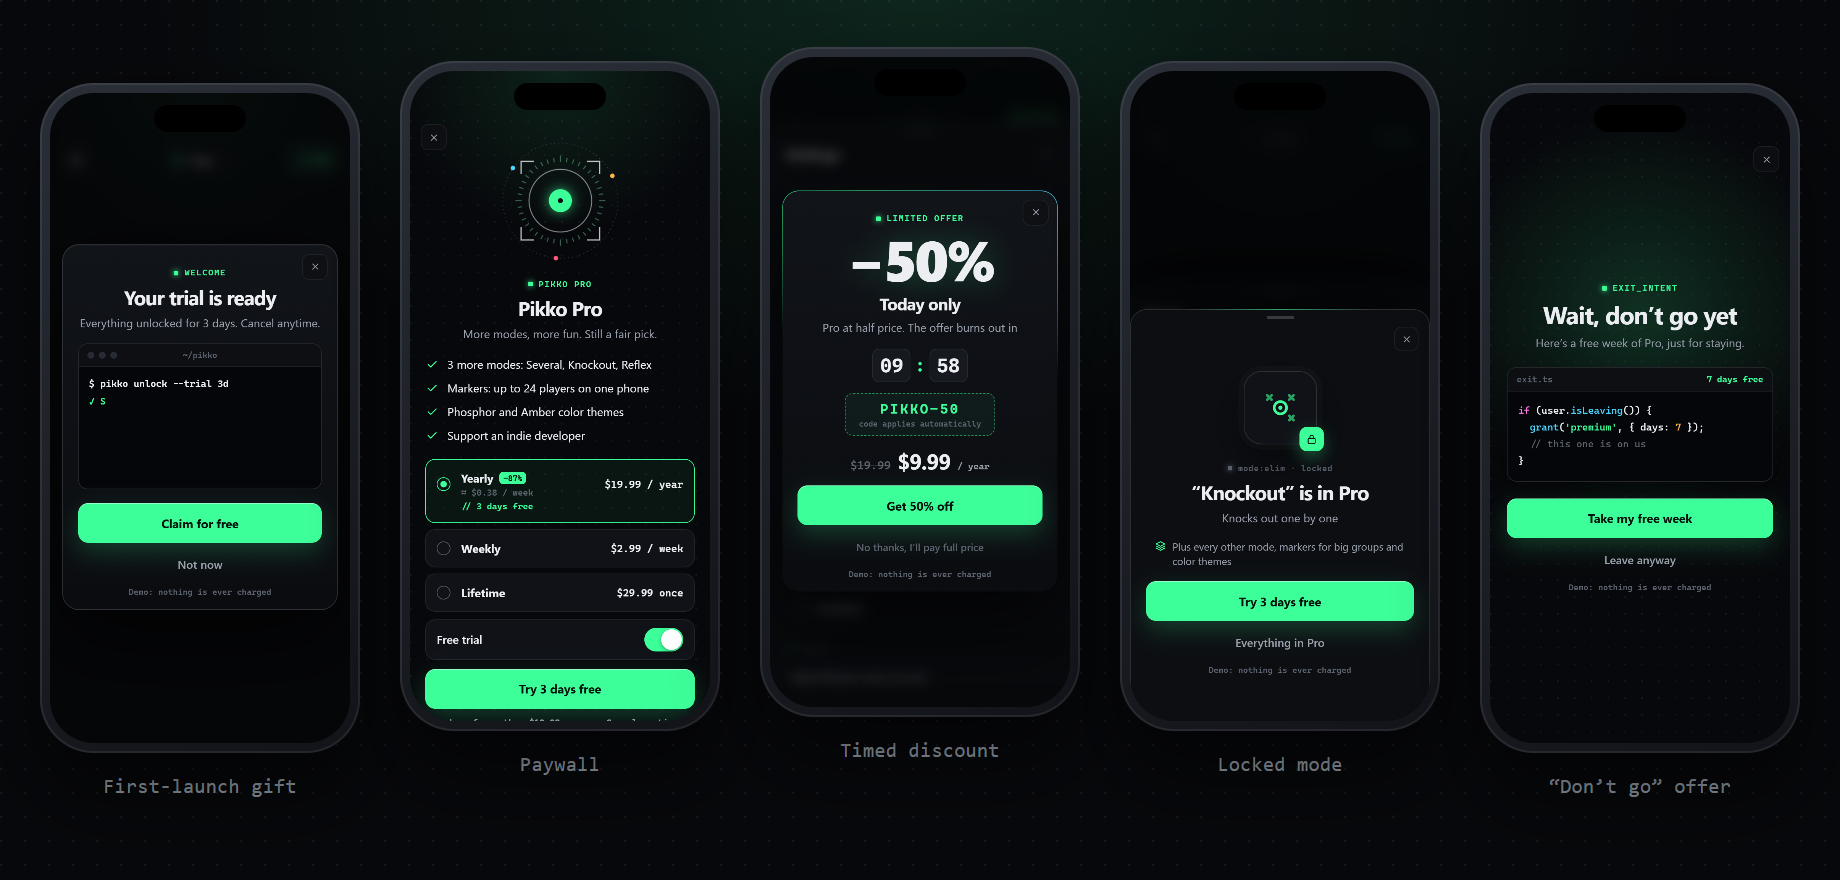 WELCOME
Your trial is ready
Everything unlocked for 3 days. Cancel anytime.
~/pikko
$ pikko unlock --trial 3d
✓ S
Claim for free
Not now
Demo: nothing is ever charged
First-launch gift
PIKKO PRO
Pikko Pro
More modes, more fun. Still a fair pick.
3 more modes: Several, Knockout, Reflex
Markers: up to 24 players on one phone
Phosphor and Amber color themes
Support an indie developer
Yearly -87%
$19.99 / year
≈ $0.38 / week
// 3 days free
Weekly
$2.99 / week
Lifetime
$29.99 once
Free trial
Try 3 days free
Paywall
LIMITED OFFER
−50%
Today only
Pro at half price. The offer burns out in
09 : 58
PIKKO-50
code applies automatically
$19.99 $9.99 / year
Get 50% off
No thanks, I’ll pay full price
Demo: nothing is ever charged
Timed discount
mode:elim · locked
“Knockout” is in Pro
Knocks out one by one
Plus every other mode, markers for big groups and
color themes
Try 3 days free
Everything in Pro
Demo: nothing is ever charged
Locked mode
EXIT_INTENT
Wait, don’t go yet
Here’s a free week of Pro, just for staying.
exit.ts
7 days free
if (user.isLeaving()) {
grant('premium', { days: 7 });
// this one is on us
}
Take my free week
Leave anyway
Demo: nothing is ever charged
“Don’t go” offer